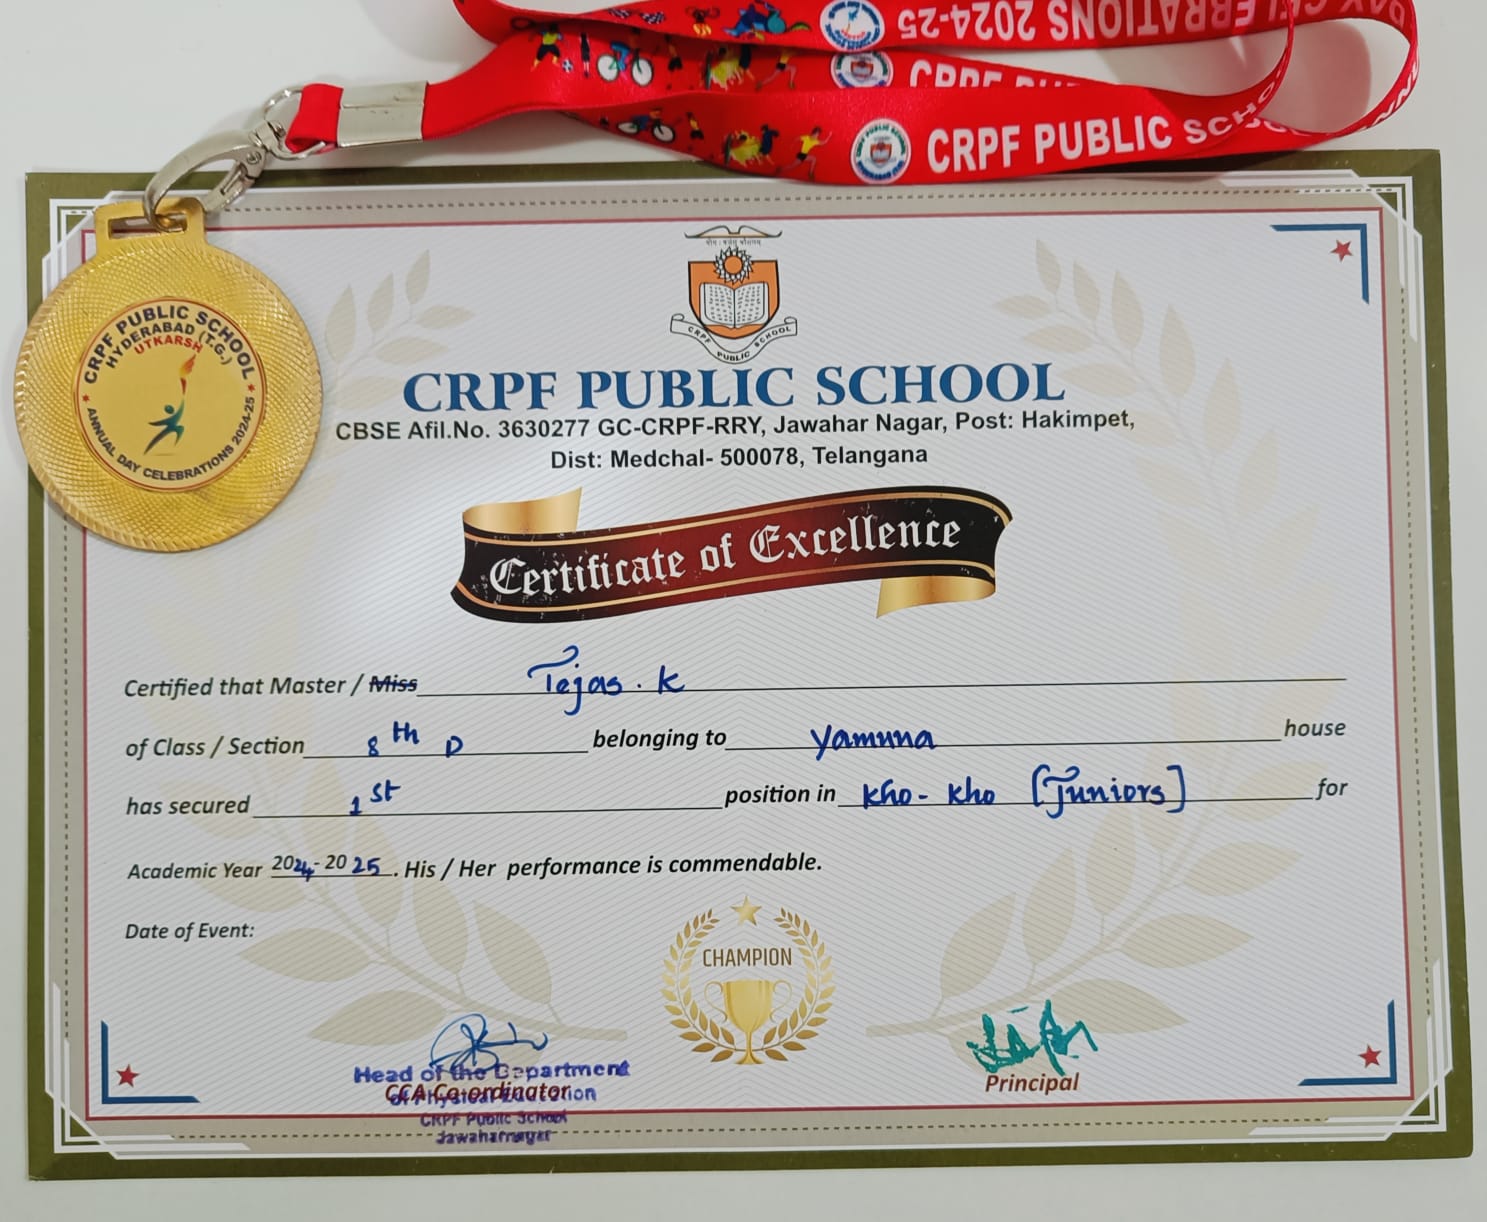 DAY CELEBRATIONS 2024-25
CRPF PUBLIC SCHOOL
CRPF PUBLIC SCHOOL
HYDERABAD (T.G.)
UTKARSH
ANNUAL DAY CELEBRATIONS 2024-25
CRPF PUBLIC SCHOOL
CRPF PUBLIC SCHOOL
CBSE Afil.No. 3630277 GC-CRPF-RRY, Jawahar Nagar, Post: Hakimpet,
Dist: Medchal- 500078, Telangana
Certificate of Excellence
Certified that Master / Miss Tejas. K
of Class / Section 8th D belonging to Yamuna house
has secured 1st position in Kho-Kho [Juniors] for
Academic Year 2024-2025. His / Her performance is commendable.
Date of Event:
CHAMPION
Head of the Department
of Physical Education
CCA Co-ordinator
CRPF Public School
Jawaharnagar
Principal